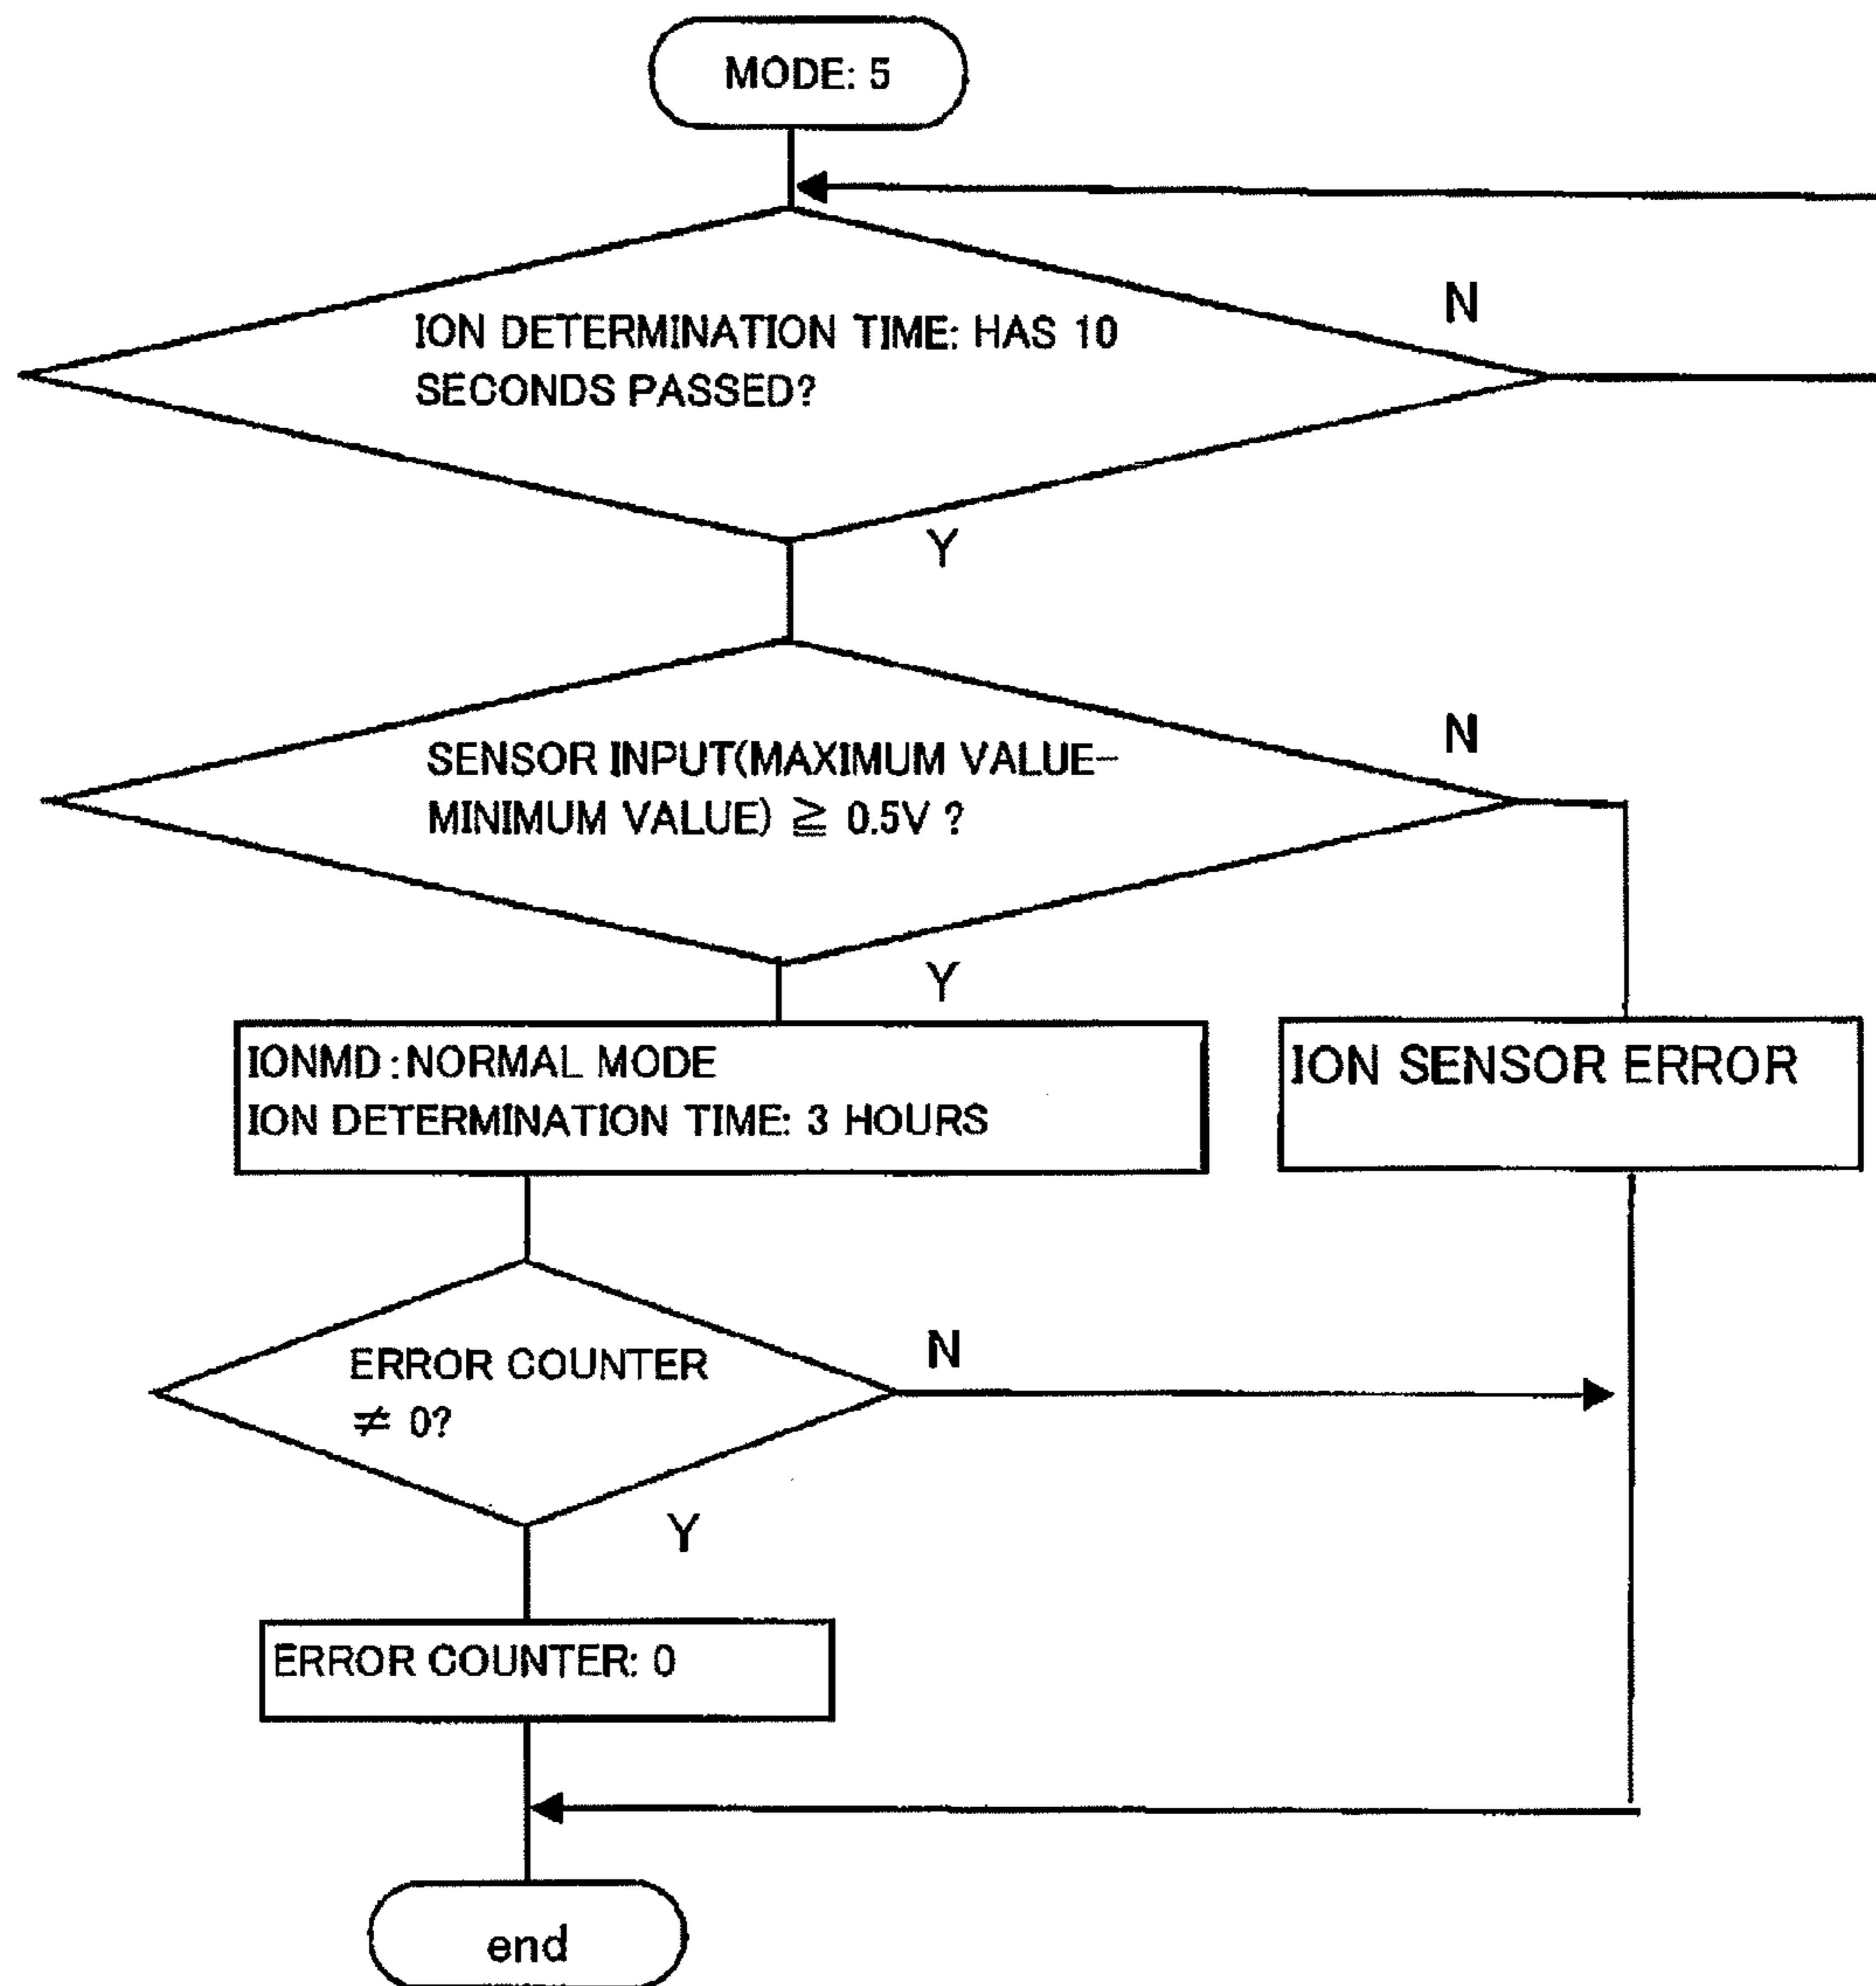 MODE: 5
ION DETERMINATION TIME: HAS 10
SECONDS PASSED?
N
Y
SENSOR INPUT(MAXIMUM VALUE-
MINIMUM VALUE) ≧ 0.5V ?
N
Y
IONMD : NORMAL MODE
ION DETERMINATION TIME: 3 HOURS
ION SENSOR ERROR
ERROR COUNTER
≠ 0?
N
Y
ERROR COUNTER: 0
end